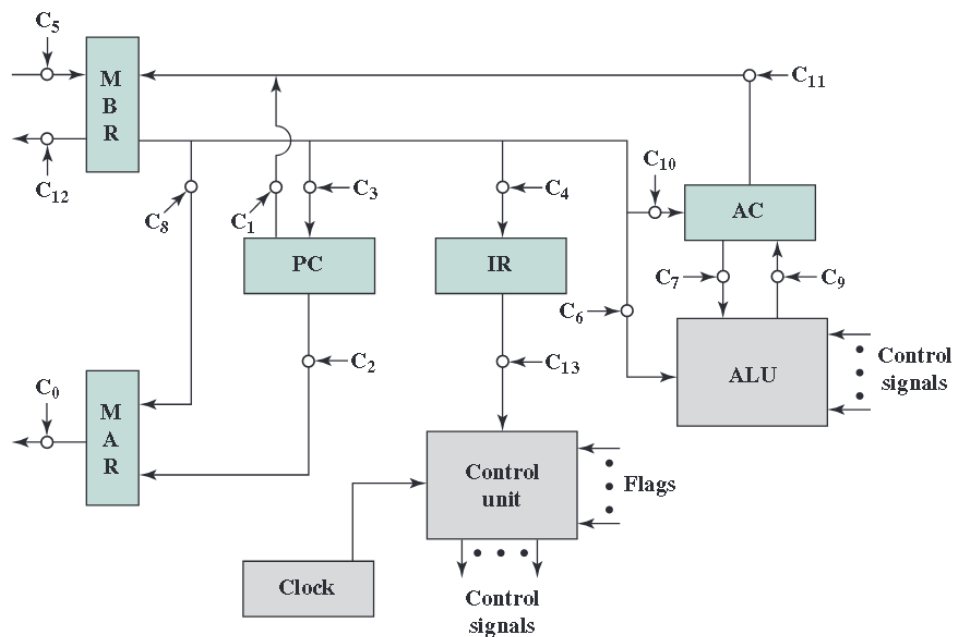 C5
M
B
R
C11
C12
C8
C1
C3
C4
C10
AC
PC
IR
C7
C9
C6
C2
C13
ALU
Control
signals
C0
M
A
R
Control
unit
Flags
Clock
Control
signals